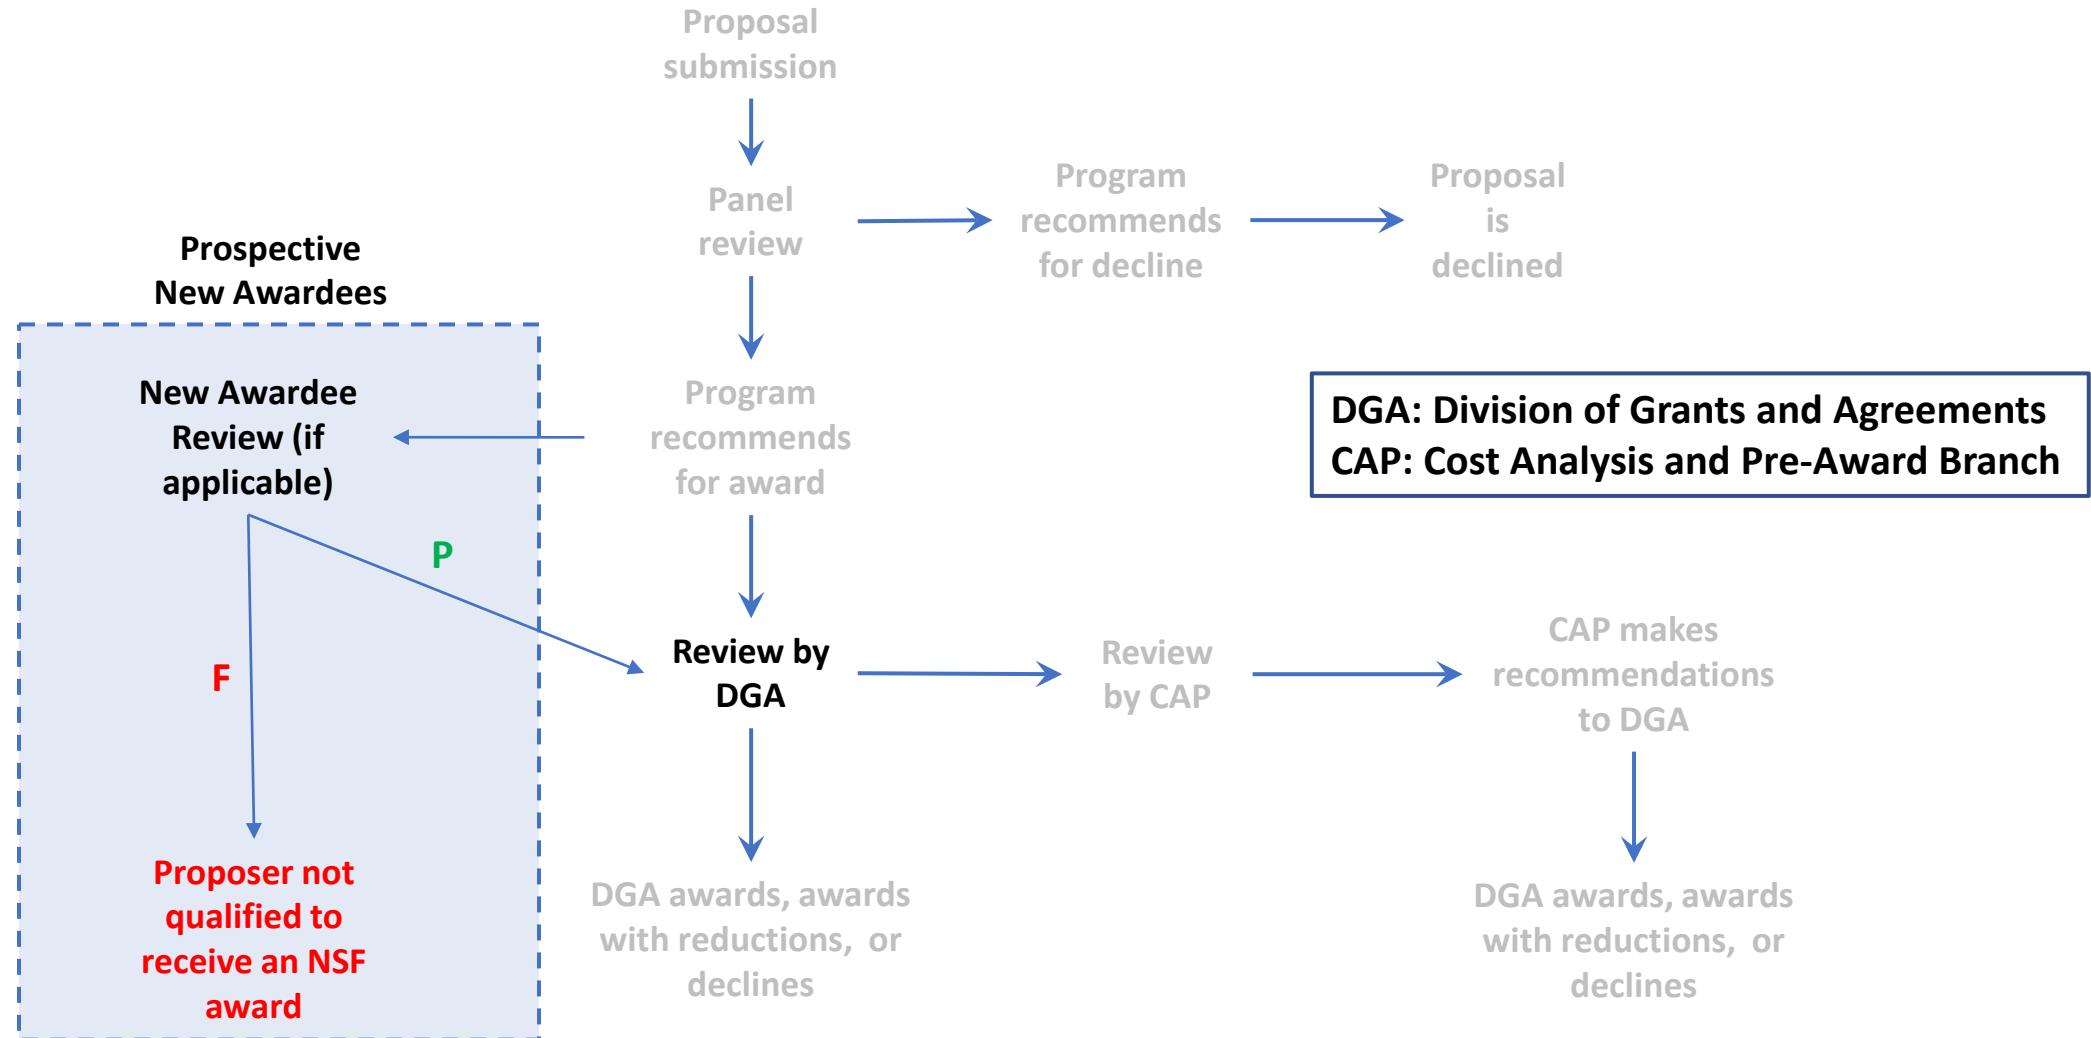 Proposal
submission
Panel
review
Program
recommends
for decline
Proposal
is
declined
Prospective
New Awardees
New Awardee
Review (if
applicable)
Program
recommends
for award
DGA: Division of Grants and Agreements
CAP: Cost Analysis and Pre-Award Branch
P
F
Review by
DGA
Review
by CAP
CAP makes
recommendations
to DGA
Proposer not
qualified to
receive an NSF
award
DGA awards, awards
with reductions, or
declines
DGA awards, awards
with reductions, or
declines